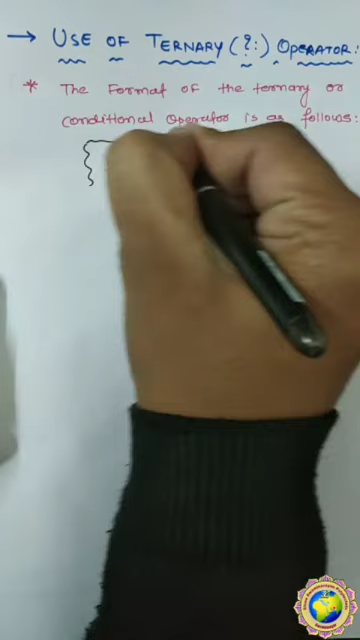 → USE OF TERNARY (?:) OPERATOR:
* The Format of the ternary or
conditional Operator is as follows: